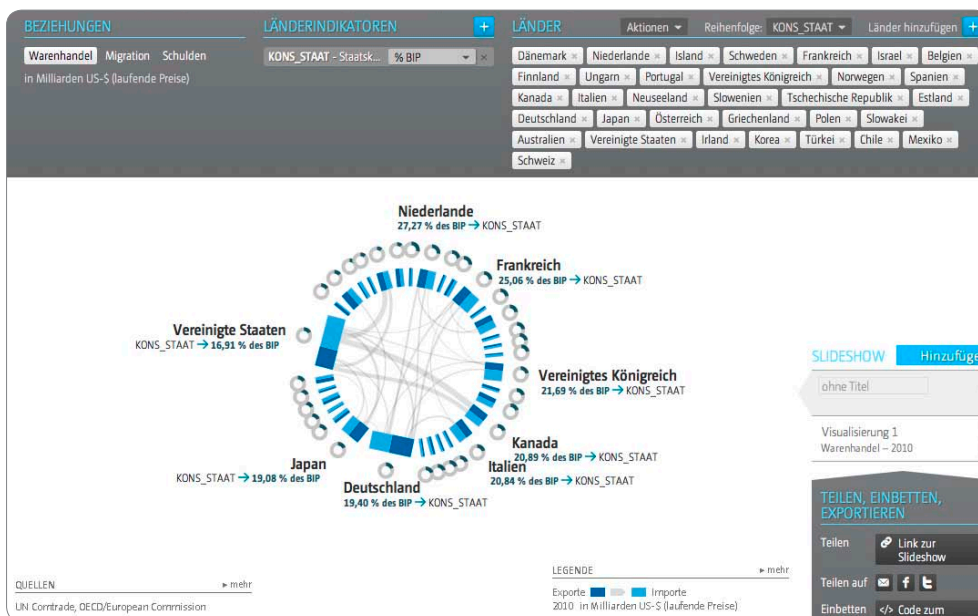 BEZIEHUNGEN
Warenhandel Migration Schulden
in Milliarden US-$ (laufende Preise)
LÄNDERINDIKATOREN +
KONS_STAAT - Staatsk... % BIP ×
LÄNDER Aktionen Reihenfolge: KONS_STAAT Länder hinzufügen +
Dänemark × Niederlande × Island × Schweden × Frankreich × Israel × Belgien ×
Finnland × Ungarn × Portugal × Vereinigtes Königreich × Norwegen × Spanien ×
Kanada × Italien × Neuseeland × Slowenien × Tschechische Republik × Estland ×
Deutschland × Japan × Österreich × Griechenland × Polen × Slowakei ×
Australien × Vereinigte Staaten × Irland × Korea × Türkei × Chile × Mexiko ×
Schweiz ×
Niederlande
27,27 % des BIP → KONS_STAAT
Frankreich
25,06 % des BIP → KONS_STAAT
Vereinigte Staaten
KONS_STAAT → 16,91 % des BIP
Vereinigtes Königreich
21,69 % des BIP → KONS_STAAT
Kanada
20,89 % des BIP → KONS_STAAT
Italien
20,84 % des BIP → KONS_STAAT
Japan
KONS_STAAT → 19,08 % des BIP
Deutschland
19,40 % des BIP → KONS_STAAT
SLIDESHOW Hinzufüge
ohne Titel
Visualisierung 1
Warenhandel – 2010
TEILEN, EINBETTEN,
EXPORTIEREN
Teilen Link zur
Slideshow
Teilen auf
Einbetten </> Code zum
QUELLEN ▸ mehr
UN Comtrade, OECD/European Commission
LEGENDE ▸ mehr
Exporte Importe
2010 in Milliarden US-$ (laufende Preise)